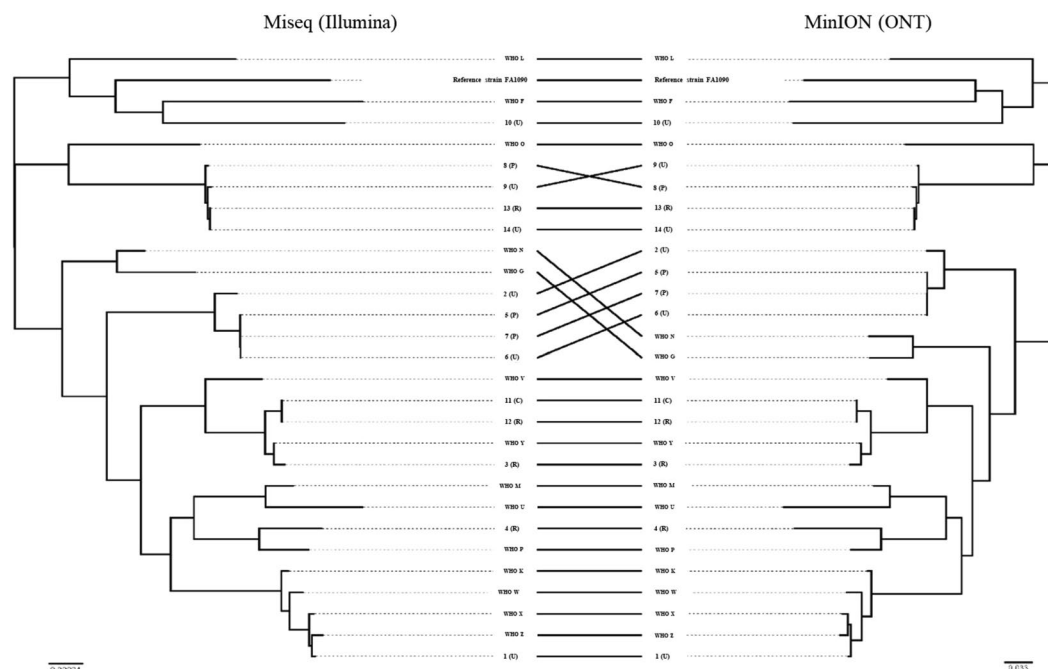 Miseq (Illumina) MinION (ONT)
WHO L WHO L
Reference strain FA1090 Reference strain FA1090
WHO F WHO F
10 (U) 10 (U)
WHO O WHO O
8 (P) 9 (U)
9 (U) 8 (P)
13 (R) 13 (R)
14 (U) 14 (U)
WHO N 2 (U)
WHO G 5 (P)
2 (U) 7 (P)
5 (P) 6 (U)
7 (P) WHO N
6 (U) WHO G
WHO V WHO V
11 (C) 11 (C)
12 (R) 12 (R)
WHO Y WHO Y
3 (R) 3 (R)
WHO M WHO M
WHO U WHO U
4 (R) 4 (R)
WHO P WHO P
WHO K WHO K
WHO W WHO W
WHO X WHO X
WHO Z WHO Z
1 (U) 1 (U)